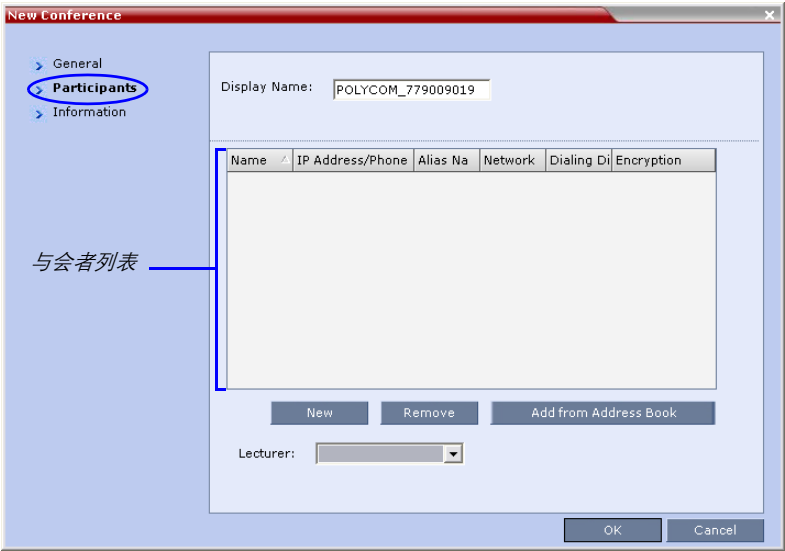 New Conference
General
Participants
Information
Display Name: POLYCOM_779009019
Name IP Address/Phone Alias Na Network Dialing Di Encryption
与会者列表
New Remove Add from Address Book
Lecturer:
OK Cancel